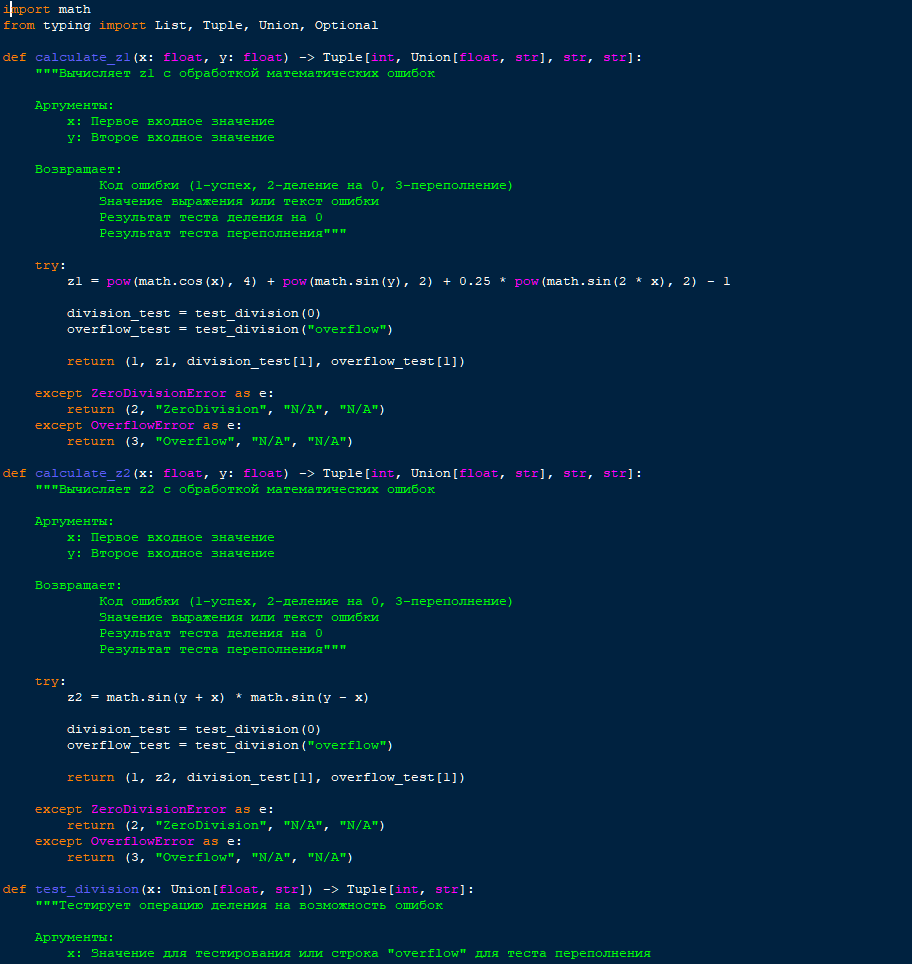 import math
from typing import List, Tuple, Union, Optional
def calculate_z1(x: float, y: float) -> Tuple[int, Union[float, str], str, str]:
    """Вычисляет z1 с обработкой математических ошибок
    Аргументы:
        x: Первое входное значение
        y: Второе входное значение
    Возвращает:
            Код ошибки (1-успех, 2-деление на 0, 3-переполнение)
            Значение выражения или текст ошибки
            Результат теста деления на 0
            Результат теста переполнения"""
    try:
        z1 = pow(math.cos(x), 4) + pow(math.sin(y), 2) + 0.25 * pow(math.sin(2 * x), 2) - 1
        division_test = test_division(0)
        overflow_test = test_division("overflow")
        return (1, z1, division_test[1], overflow_test[1])
    except ZeroDivisionError as e:
        return (2, "ZeroDivision", "N/A", "N/A")
    except OverflowError as e:
        return (3, "Overflow", "N/A", "N/A")
def calculate_z2(x: float, y: float) -> Tuple[int, Union[float, str], str, str]:
    """Вычисляет z2 с обработкой математических ошибок
    Аргументы:
        x: Первое входное значение
        y: Второе входное значение
    Возвращает:
            Код ошибки (1-успех, 2-деление на 0, 3-переполнение)
            Значение выражения или текст ошибки
            Результат теста деления на 0
            Результат теста переполнения"""
    try:
        z2 = math.sin(y + x) * math.sin(y - x)
        division_test = test_division(0)
        overflow_test = test_division("overflow")
        return (1, z2, division_test[1], overflow_test[1])
    except ZeroDivisionError as e:
        return (2, "ZeroDivision", "N/A", "N/A")
    except OverflowError as e:
        return (3, "Overflow", "N/A", "N/A")
def test_division(x: Union[float, str]) -> Tuple[int, str]:
    """Тестирует операцию деления на возможность ошибок
    Аргументы:
        x: Значение для тестирования или строка "overflow" для теста переполнения